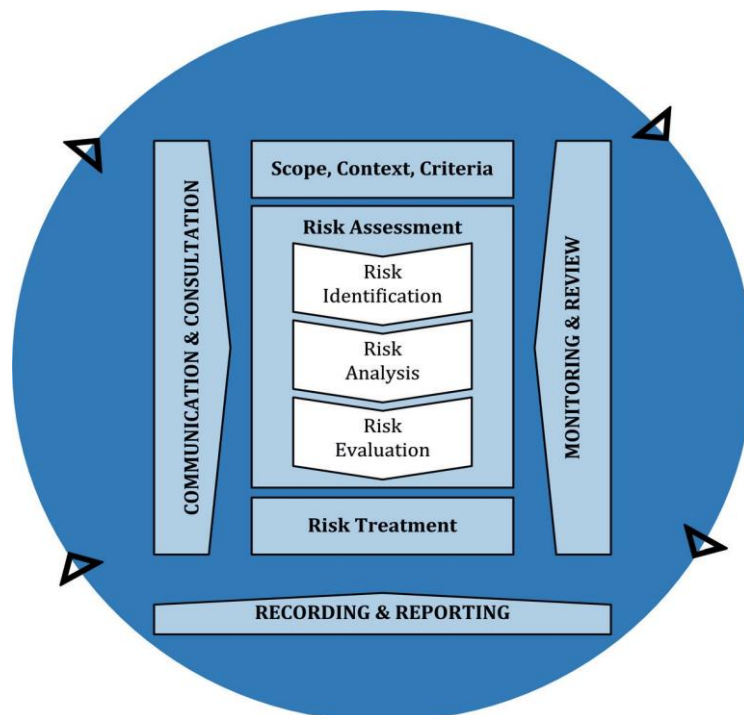 Scope, Context, Criteria
Risk Assessment
Risk
Identification
Risk
Analysis
Risk
Evaluation
Risk Treatment
COMMUNICATION & CONSULTATION
MONITORING & REVIEW
RECORDING & REPORTING